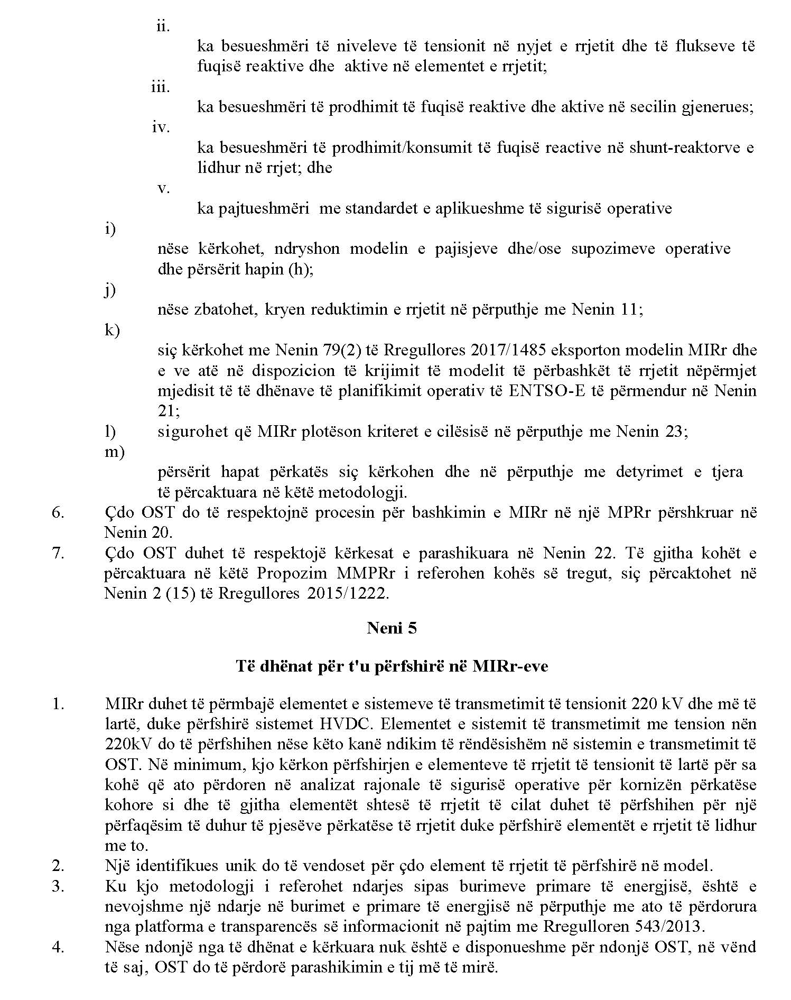 ii.
ka besueshmëri të niveleve të tensionit në nyjet e rrjetit dhe të flukseve të
fuqisë reaktive dhe aktive në elementet e rrjetit;
iii.
ka besueshmëri të prodhimit të fuqisë reaktive dhe aktive në secilin gjenerues;
iv.
ka besueshmëri të prodhimit/konsumit të fuqisë reactive në shunt-reaktorve e
lidhur në rrjet; dhe
v.
ka pajtueshmëri me standardet e aplikueshme të sigurisë operative
i)
nëse kërkohet, ndryshon modelin e pajisjeve dhe/ose supozimeve operative
dhe përsërit hapin (h);
j)
nëse zbatohet, kryen reduktimin e rrjetit në përputhje me Nenin 11;
k)
siç kërkohet me Nenin 79(2) të Rregullores 2017/1485 eksporton modelin MIRr dhe
e ve atë në dispozicion të krijimit të modelit të përbashkët të rrjetit nëpërmjet
mjedisit të të dhënave të planifikimit operativ të ENTSO-E të përmendur në Nenin
21;
l) sigurohet që MIRr plotëson kriteret e cilësisë në përputhje me Nenin 23;
m)
përsërit hapat përkatës siç kërkohen dhe në përputhje me detyrimet e tjera
të përcaktuara në këtë metodologji.
6. Çdo OST do të respektojnë procesin për bashkimin e MIRr në një MPRr përshkruar në
Nenin 20.
7. Çdo OST duhet të respektojë kërkesat e parashikuara në Nenin 22. Të gjitha kohët e
përcaktuara në këtë Propozim MMPRr i referohen kohës së tregut, siç përcaktohet në
Nenin 2 (15) të Rregullores 2015/1222.
Neni 5
Të dhënat për t'u përfshirë në MIRr-eve
1. MIRr duhet të përmbajë elementet e sistemeve të transmetimit të tensionit 220 kV dhe më të
lartë, duke përfshirë sistemet HVDC. Elementet e sistemit të transmetimit me tension nën
220kV do të përfshihen nëse këto kanë ndikim të rëndësishëm në sistemin e transmetimit të
OST. Në minimum, kjo kërkon përfshirjen e elementeve të rrjetit të tensionit të lartë për sa
kohë që ato përdoren në analizat rajonale të sigurisë operative për kornizën përkatëse
kohore si dhe të gjitha elementët shtesë të rrjetit të cilat duhet të përfshihen për një
përfaqësim të duhur të pjesëve përkatëse të rrjetit duke përfshirë elementët e rrjetit të lidhur
me to.
2. Një identifikues unik do të vendoset për çdo element të rrjetit të përfshirë në model.
3. Ku kjo metodologji i referohet ndarjes sipas burimeve primare të energjisë, është e
nevojshme një ndarje në burimet e primare të energjisë në përputhje me ato të përdorura
nga platforma e transparencës së informacionit në pajtim me Rregulloren 543/2013.
4. Nëse ndonjë nga të dhënat e kërkuara nuk është e disponueshme për ndonjë OST, në vënd
të saj, OST do të përdorë parashikimin e tij më të mirë.